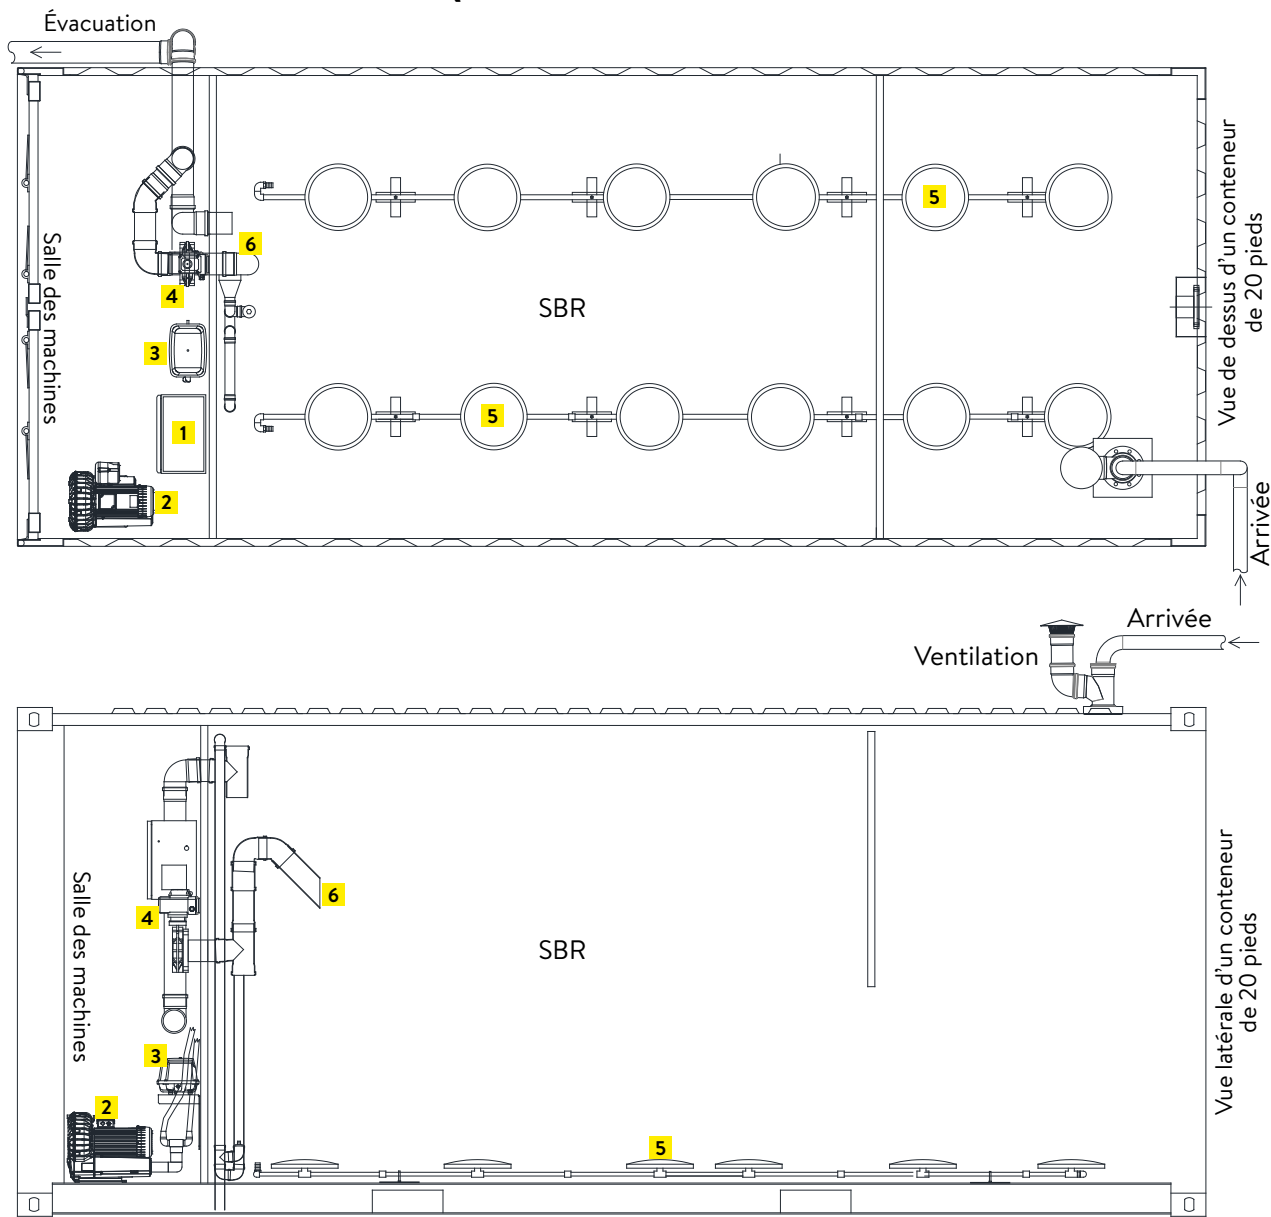 Évacuation
6
5
4
SBR
3
5
1
2
Salle des machines
Vue de dessus d'un conteneur
de 20 pieds
Arrivée
Arrivée
Ventilation
6
4
SBR
3
2
5
Salle des machines
Vue latérale d'un conteneur
de 20 pieds